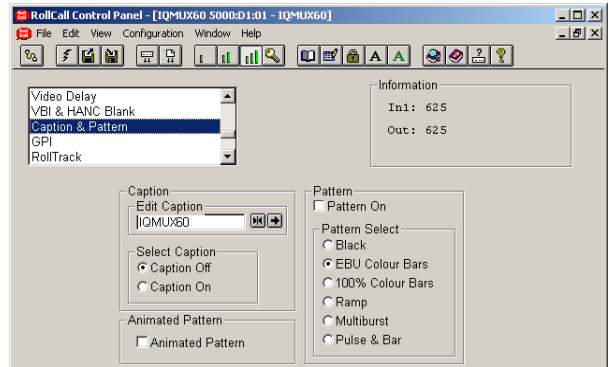 RollCall Control Panel - [IQMUX60 5000:D1:01 - IQMUX60]
File Edit View Configuration Window Help
A A
Video Delay
VBI & HANC Blank
Caption & Pattern
GPI
RollTrack
Information
In1: 625
Out: 625
Caption
Edit Caption
IQMUX60
Select Caption
Caption Off
Caption On
Animated Pattern
Animated Pattern
Pattern
Pattern On
Pattern Select
Black
EBU Colour Bars
100% Colour Bars
Ramp
Multiburst
Pulse & Bar